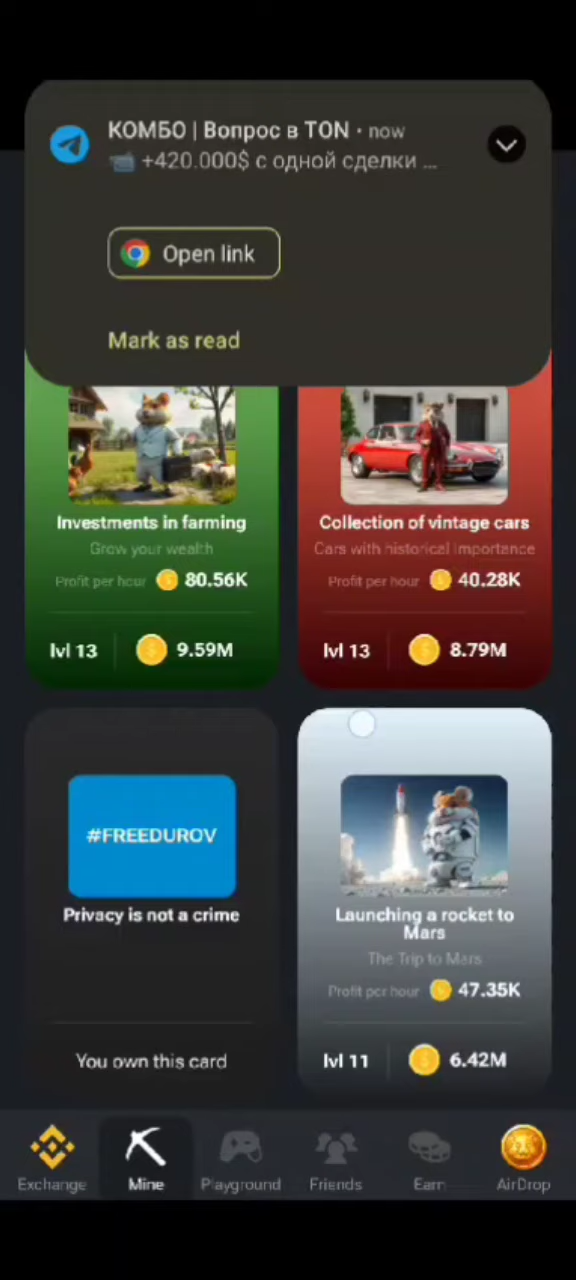 КОМБО | Вопрос в TON • now
+420.000$ с одной сделки ...
Open link
Mark as read
Investments in farming
Grow your wealth
Profit per hour 80.56K
lvl 13 9.59M
Collection of vintage cars
Cars with historical importance
Profit per hour 40.28K
lvl 13 8.79M
#FREEDUROV
Privacy is not a crime
You own this card
Launching a rocket to
Mars
The Trip to Mars
Profit per hour 47.35K
lvl 11 6.42M
Exchange
Mine
Playground
Friends
Earn
AirDrop